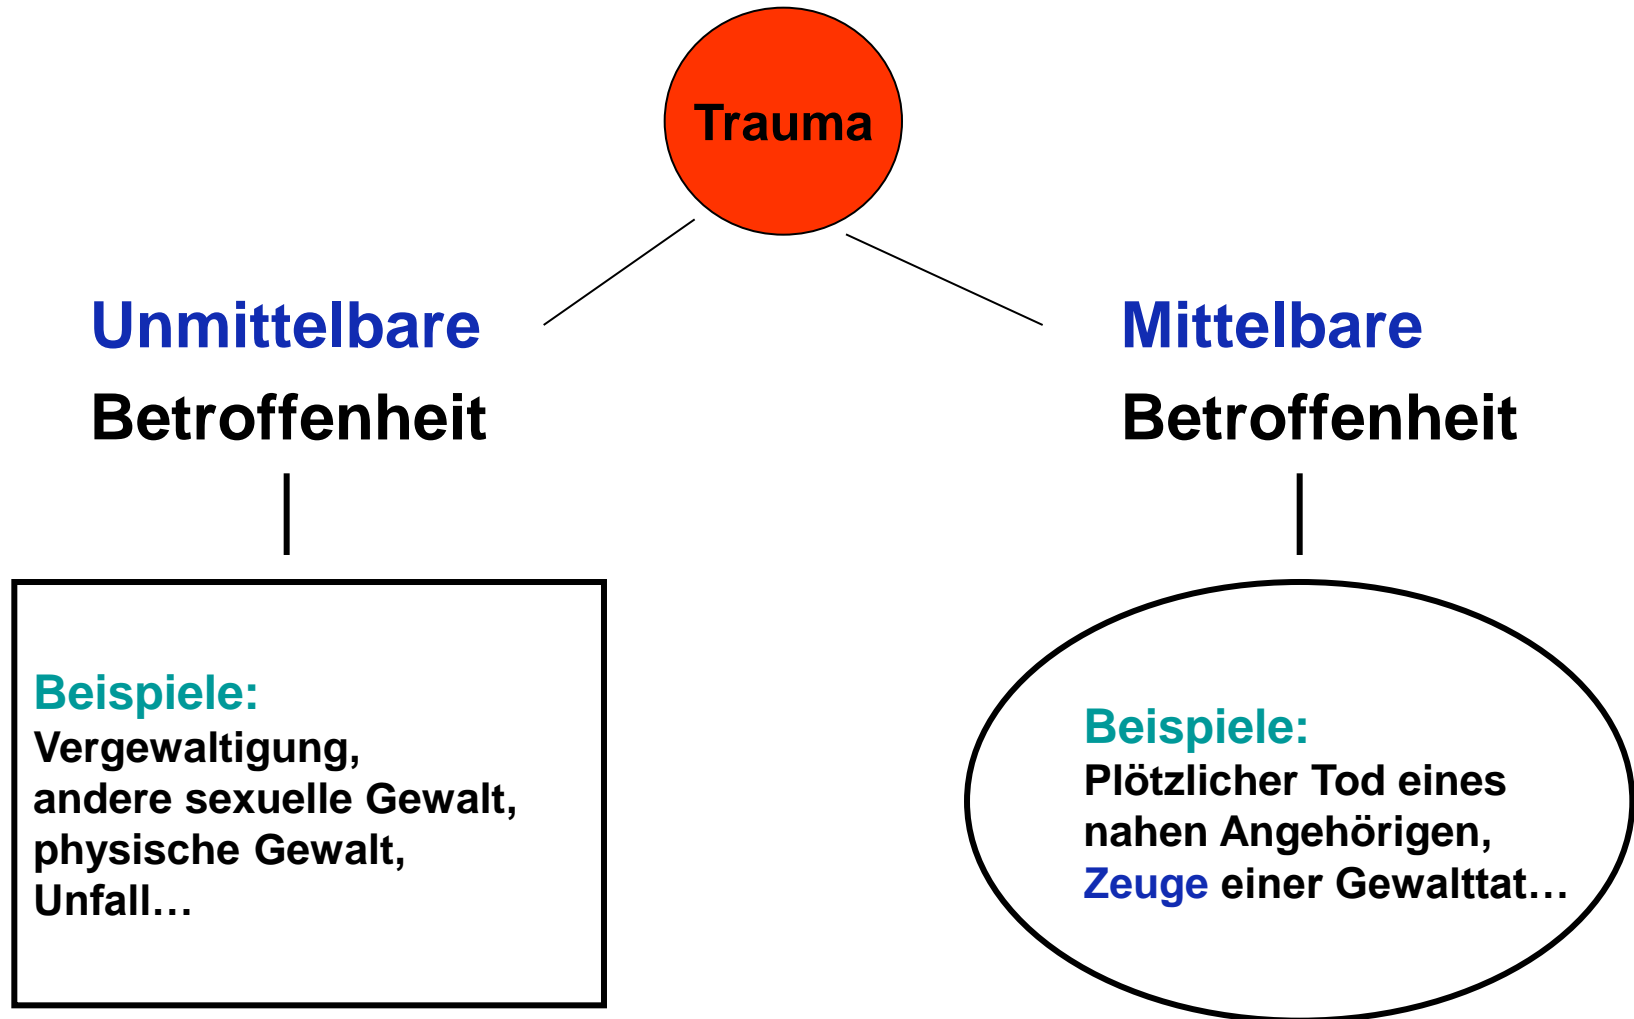 Trauma
Unmittelbare
Betroffenheit
Beispiele:
Vergewaltigung,
andere sexuelle Gewalt,
physische Gewalt,
Unfall…
Mittelbare
Betroffenheit
Beispiele:
Plötzlicher Tod eines
nahen Angehörigen,
Zeuge einer Gewalttat…